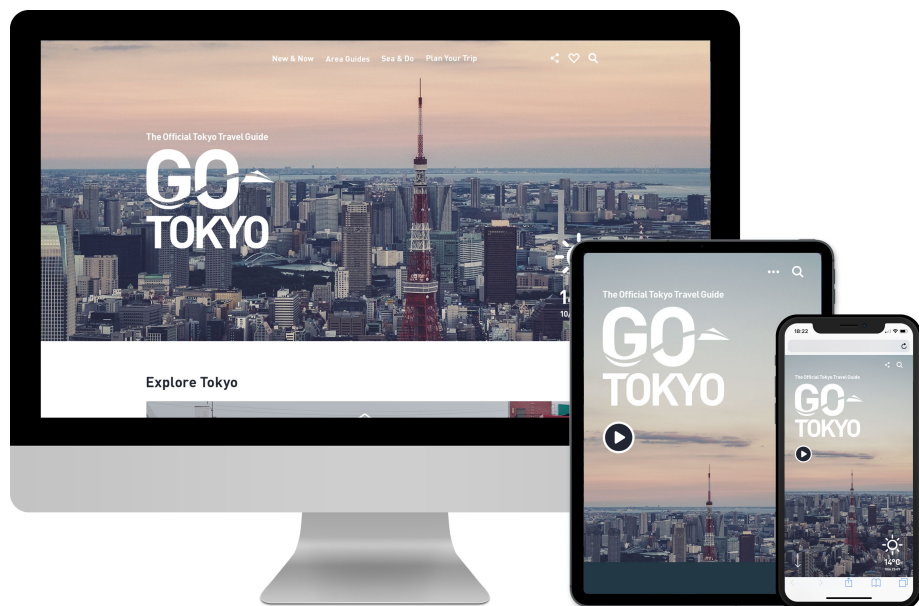 New & Now Area Guides Sea & Do Plan Your Trip
The Official Tokyo Travel Guide
GO
TOKYO
Explore Tokyo
The Official Tokyo Travel Guide
GO
TOKYO
18:22
The Official Tokyo Travel Guide
GO
TOKYO
14°C